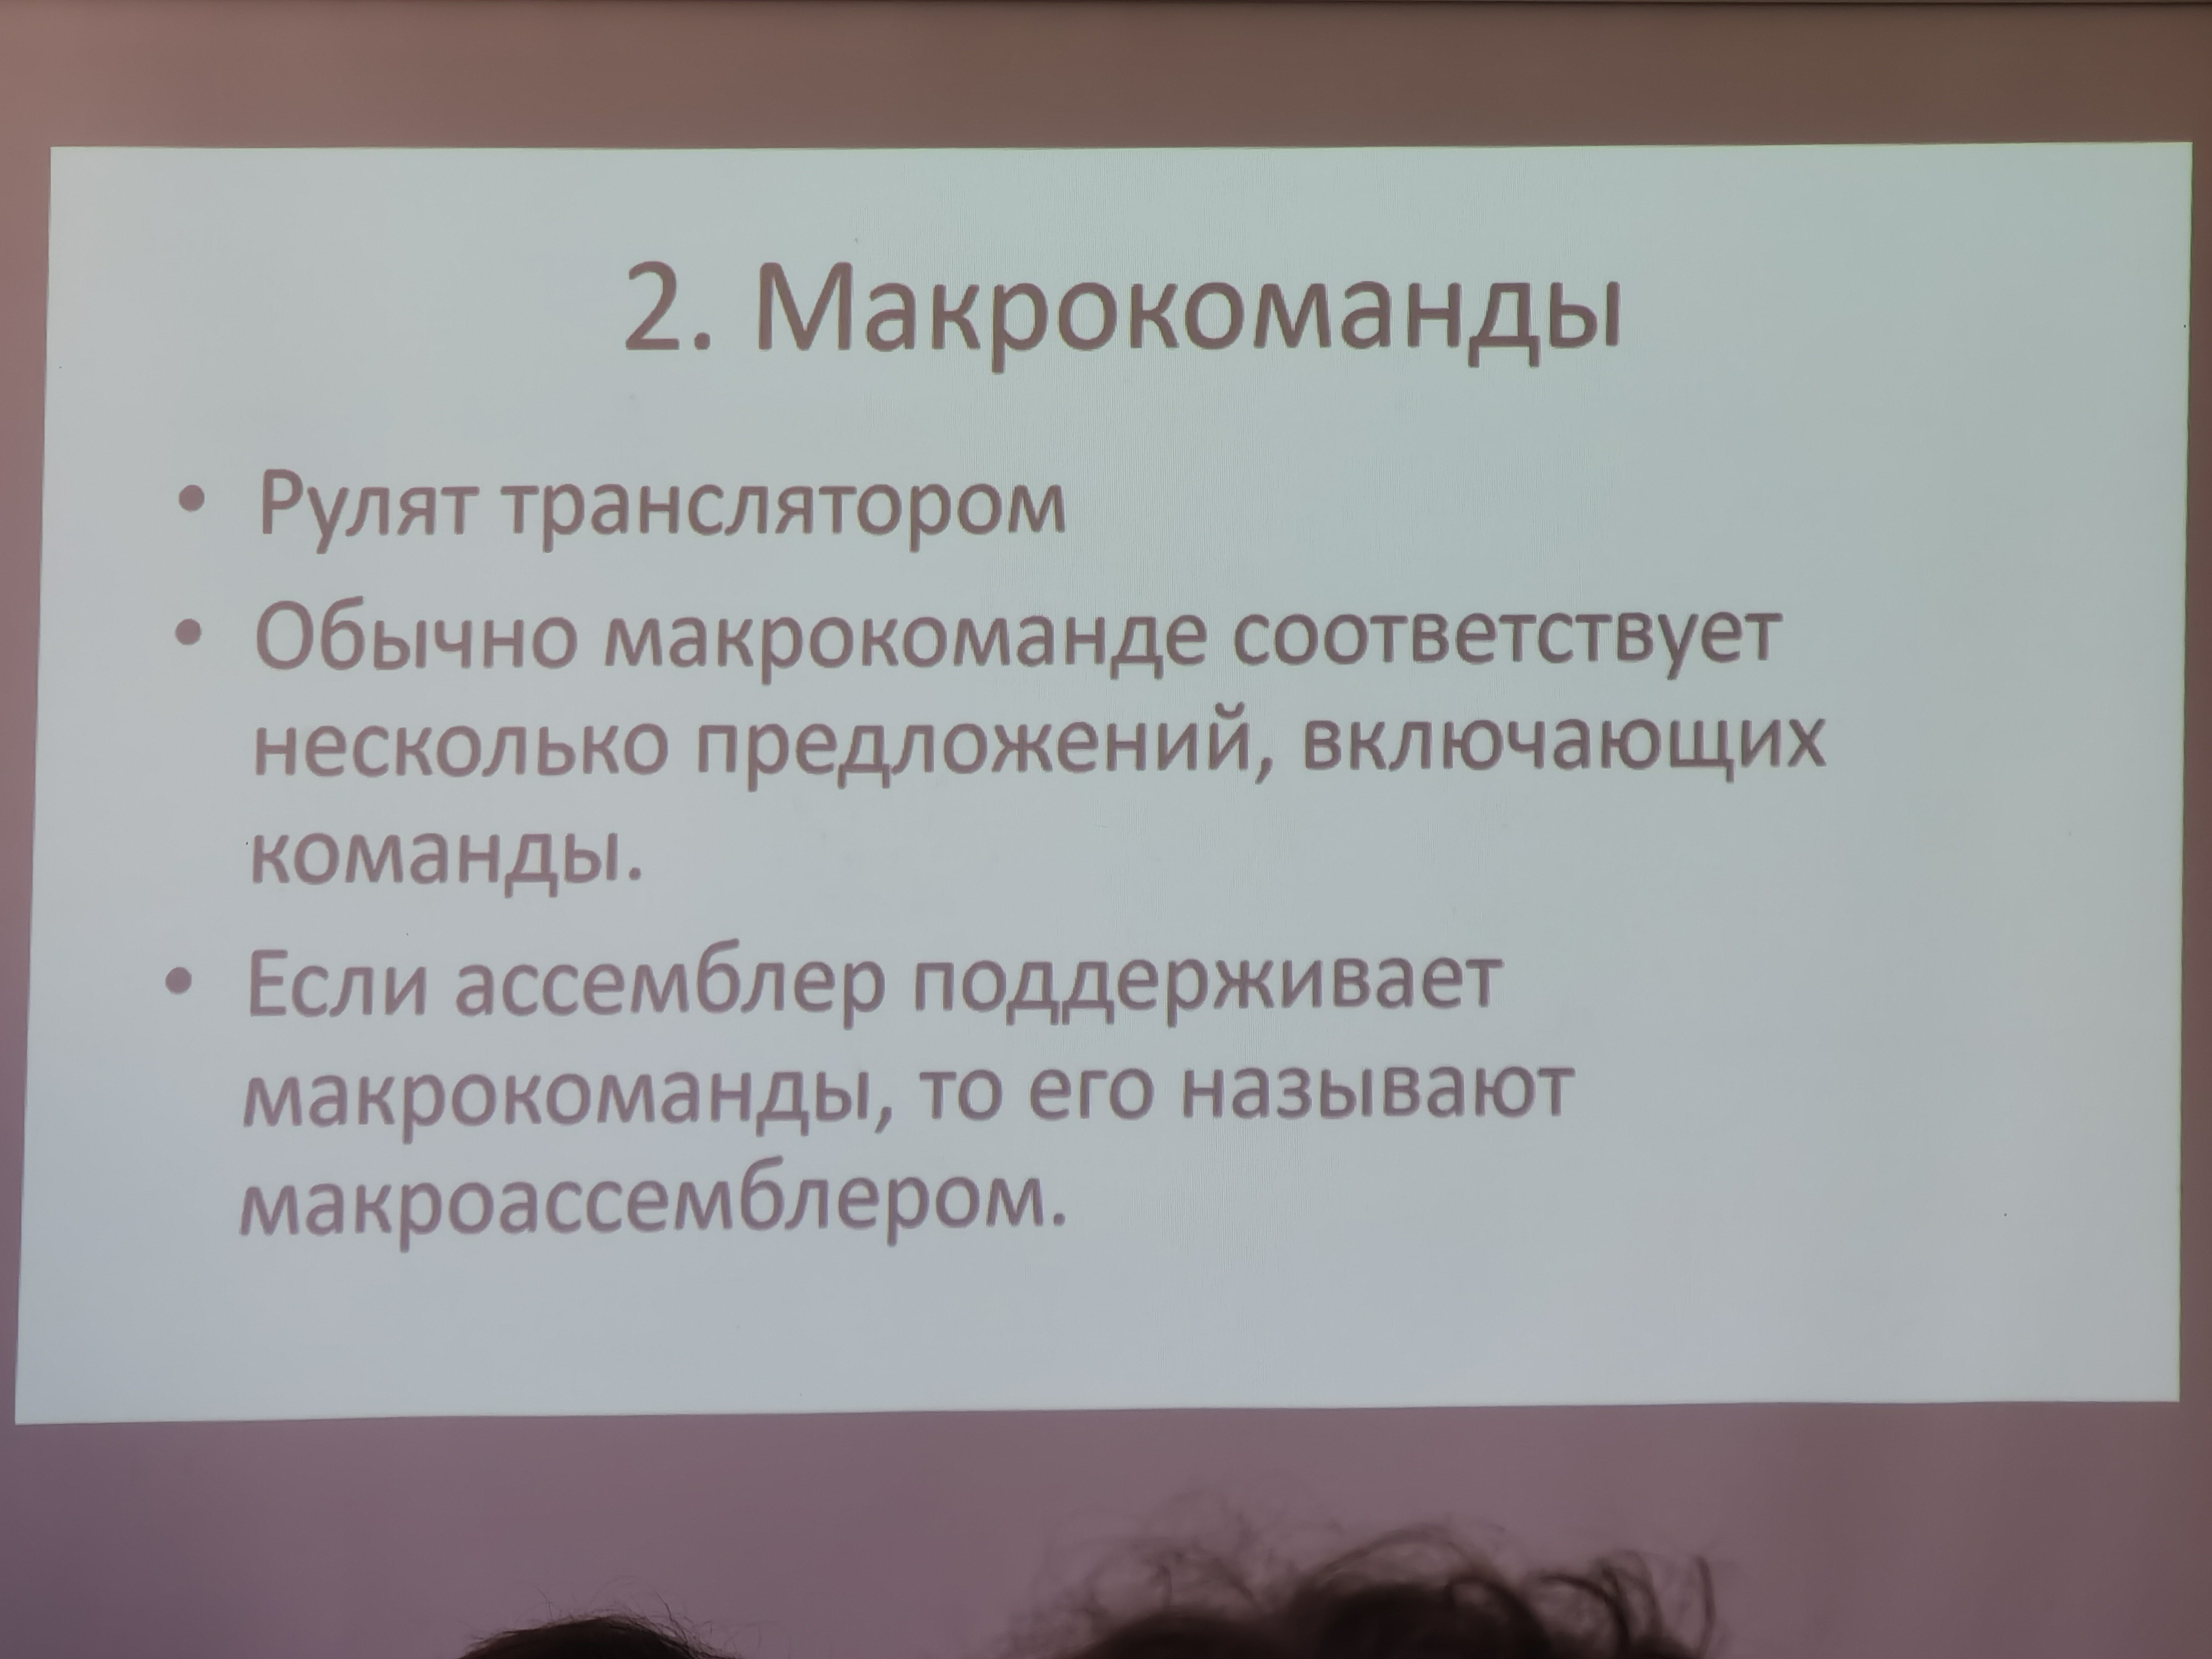 2. Макрокоманды
• Рулят транслятором
• Обычно макрокоманде соответствует
несколько предложений, включающих
команды.
• Если ассемблер поддерживает
макрокоманды, то его называют
макроассемблером.